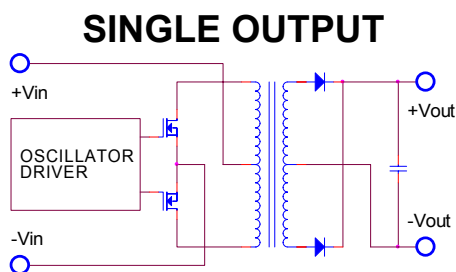 SINGLE OUTPUT
+Vin
+Vout
OSCILLATOR
DRIVER
-Vin
-Vout